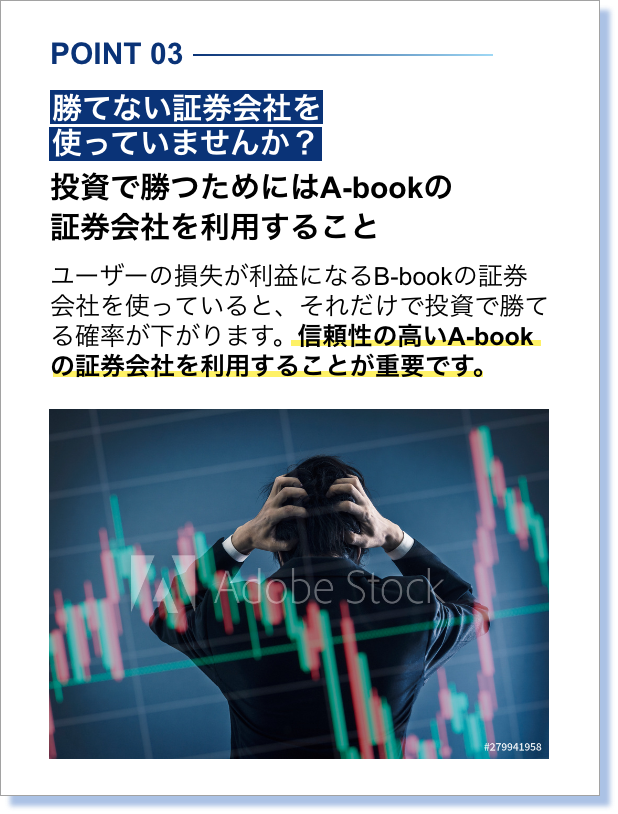 POINT 03
勝てない証券会社を
使っていませんか？
投資で勝つためにはA-bookの
証券会社を利用すること
ユーザーの損失が利益になるB-bookの証券
会社を使っていると、それだけで投資で勝て
る確率が下がります。信頼性の高いA-book
の証券会社を利用することが重要です。
Adobe Stock
#279941958